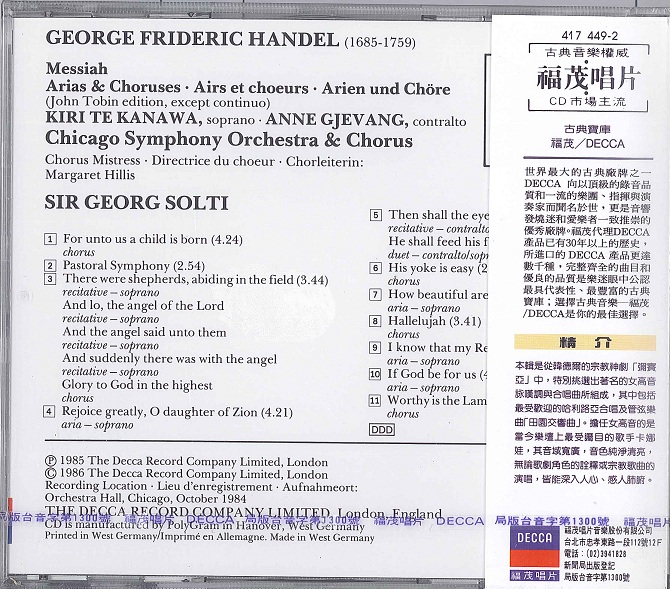 GEORGE FRIDERIC HANDEL (1685-1759)
Messiah
Arias & Choruses · Airs et choeurs · Arien und Chöre
(John Tobin edition, except continuo)
KIRI TE KANAWA, soprano · ANNE GJEVANG, contralto
Chicago Symphony Orchestra & Chorus
Chorus Mistress · Directrice du choeur · Chorleiterin:
Margaret Hillis
SIR GEORG SOLTI
1 For unto us a child is born (4.24)
chorus
2 Pastoral Symphony (2.54)
3 There were shepherds, abiding in the field (3.44)
recitative – soprano
And lo, the angel of the Lord
recitative – soprano
And the angel said unto them
recitative – soprano
And suddenly there was with the angel
recitative – soprano
Glory to God in the highest
chorus
4 Rejoice greatly, O daughter of Zion (4.21)
aria – soprano
5 Then shall the eye
recitative – contralto
He shall feed his f
duet – contralto/sopr
6 His yoke is easy (2
chorus
7 How beautiful are
aria – soprano
8 Hallelujah (3.41)
chorus
9 I know that my Re
aria – soprano
10 If God be for us (4
aria – soprano
11 Worthy is the Lam
chorus
DDD
Ⓟ 1985 The Decca Record Company Limited, London
© 1986 The Decca Record Company Limited, London
Recording Location · Lieu d'enregistrement · Aufnahmeort:
Orchestra Hall, Chicago, October 1984
THE DECCA RECORD COMPANY LIMITED, London, England
局版台音字第1300號 福茂唱片 DECCA 局版台音字第1300號 福茂唱片 DECCA 局版台音字第1300號 福茂唱片
CD is manufactured by PolyGram in Hanover, West Germany
Printed in West Germany/Imprimé en Allemagne. Made in West Germany
417 449-2
古典音樂權威
福茂唱片
CD市場主流
古典寶庫
福茂/DECCA
世界最大的古典廠牌之一
DECCA 向以頂級的錄音品
質和一流的樂團、指揮與演
奏家而聞名於世,更是音響
發燒迷和愛樂者一致推崇的
優秀廠牌。福茂代理DECCA
產品已有30年以上的歷史,
所進口的 DECCA 產品更達
數千種,完整齊全的曲目和
優良的品質是樂迷眼中公認
最具代表性、最豐富的古典
寶庫;選擇古典音樂─福茂
/DECCA是你的最佳選擇。
精 介
本輯是從韓德爾的宗教神劇「彌賽
亞」中,特別挑選出著名的女高音
詠嘆調與合唱曲所組成,其中包括
最受歡迎的哈利路亞合唱及管弦樂
曲「田園交響曲」。擔任女高音的是
當今樂壇上最受矚目的歌手卡娜
娃,其音域寬廣,音色純淨清亮,
無論歌劇角色的詮釋或宗教歌曲的
演唱,皆能深入人心、感人肺腑。
DECCA
福茂唱片
福茂唱片音樂股份有限公司
台北市忠孝東路一段112號12F
電話:(02)3941828
新聞局出版登記
局版台音字第1300號